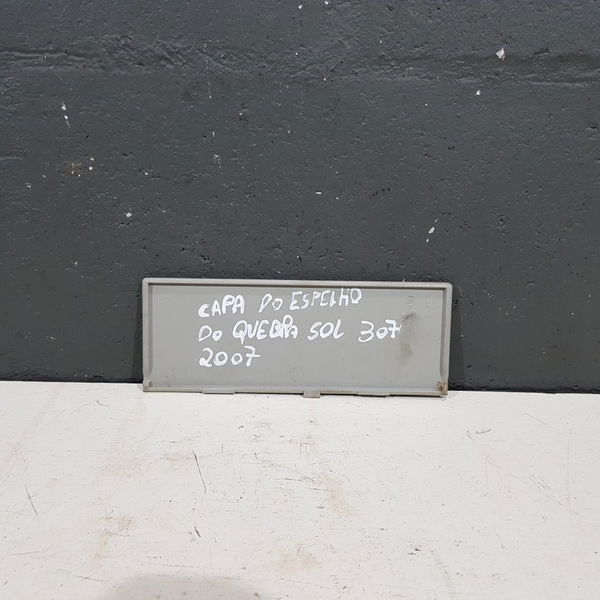 CAPA DO ESPELHO
DO QUEBRA SOL 307
2007